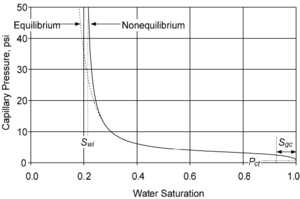 50
Equilibrium
Nonequilibrium
40
30
20
10
0
Capillary Pressure, psi
Swi
Sgc
Pct
0.0 0.2 0.4 0.6 0.8 1.0
Water Saturation